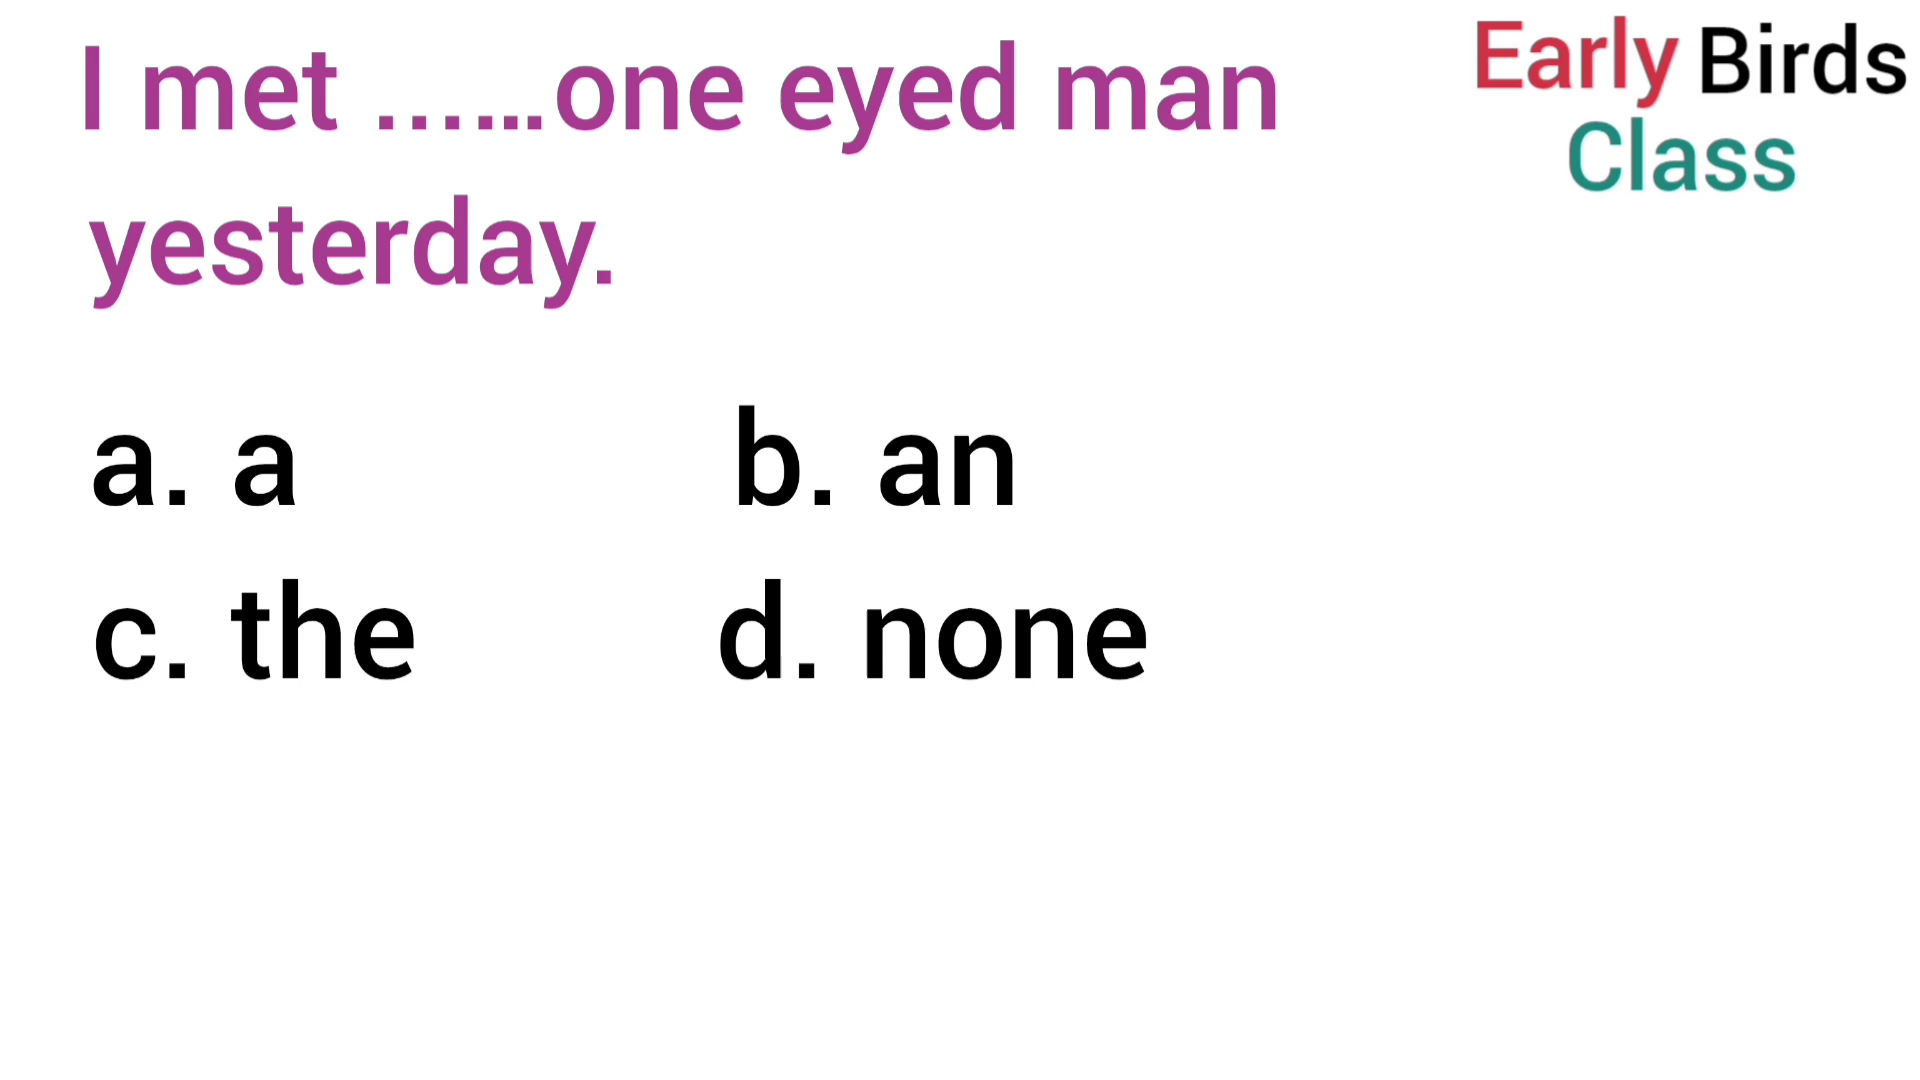 I met ......one eyed man
yesterday.
Early Birds
Class
a. a
b. an
c. the
d. none